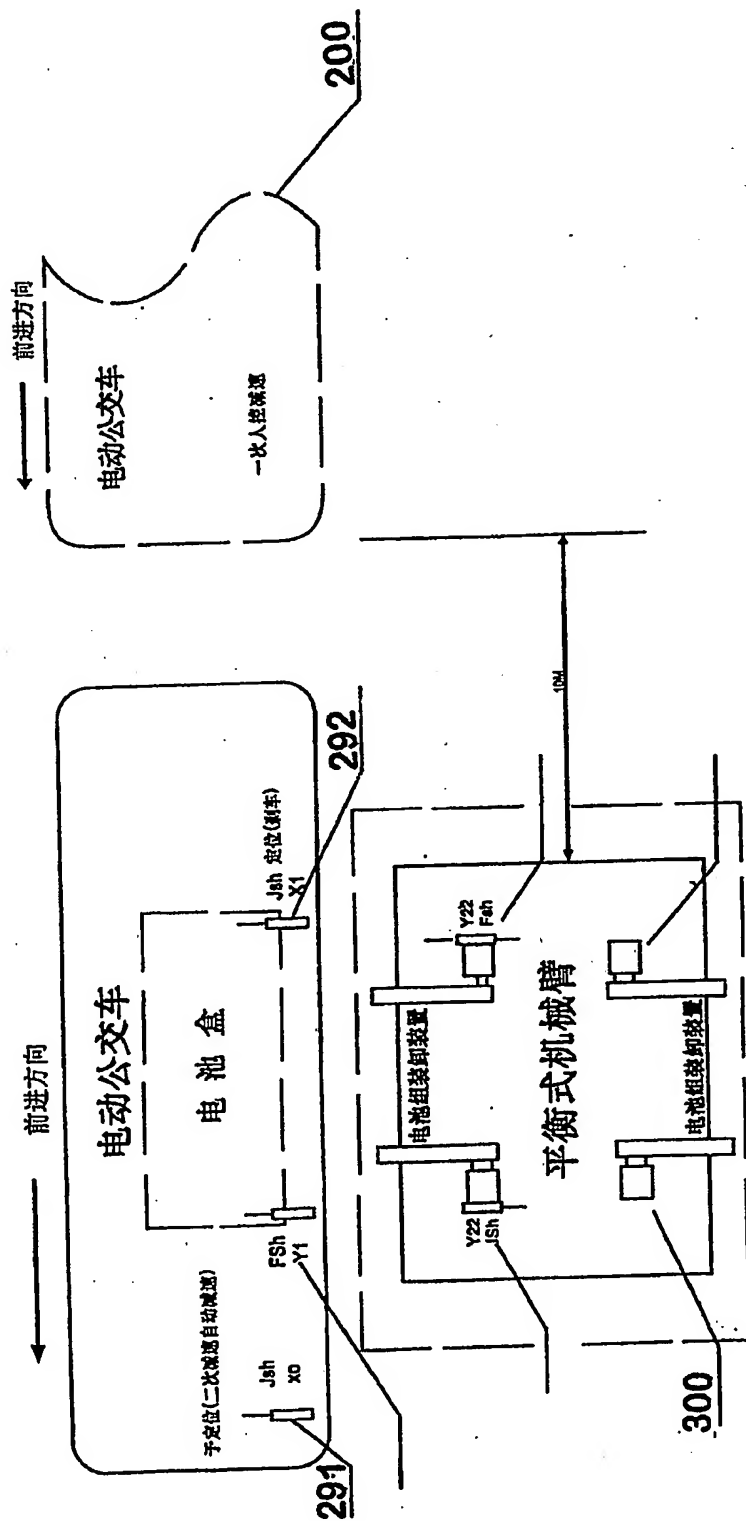 前进方向
前进方向
电动公交车
一次人控减速
200
电动公交车
电池盒
于定位(二次减速自动减速)
Jsh
X0
291
FSh
Y1
Jsh 定位(刹车)
X1
292
10M
电池组装卸装置
Y22
JSh
Y22
Fsh
平衡式机械臂
电池组装卸装置
300